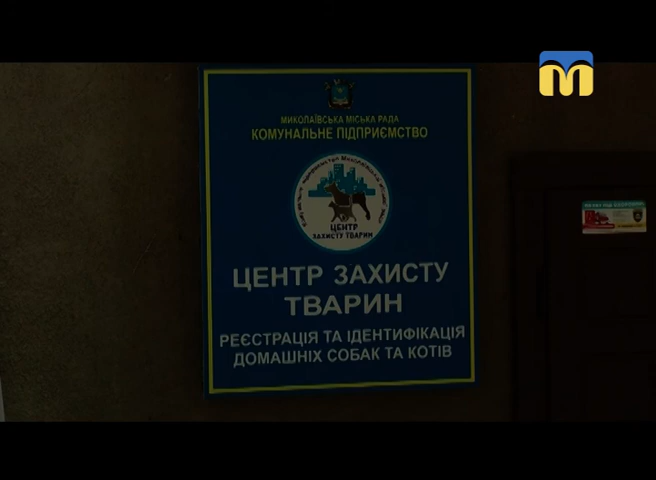 МИКОЛАЇВСЬКА МІСЬКА РАДА
КОМУНАЛЬНЕ ПІДПРИЄМСТВО
ЦЕНТР
ЗАХИСТУ ТВАРИН
ЦЕНТР ЗАХИСТУ
ТВАРИН
РЕЄСТРАЦІЯ ТА ІДЕНТИФІКАЦІЯ
ДОМАШНІХ СОБАК ТА КОТІВ